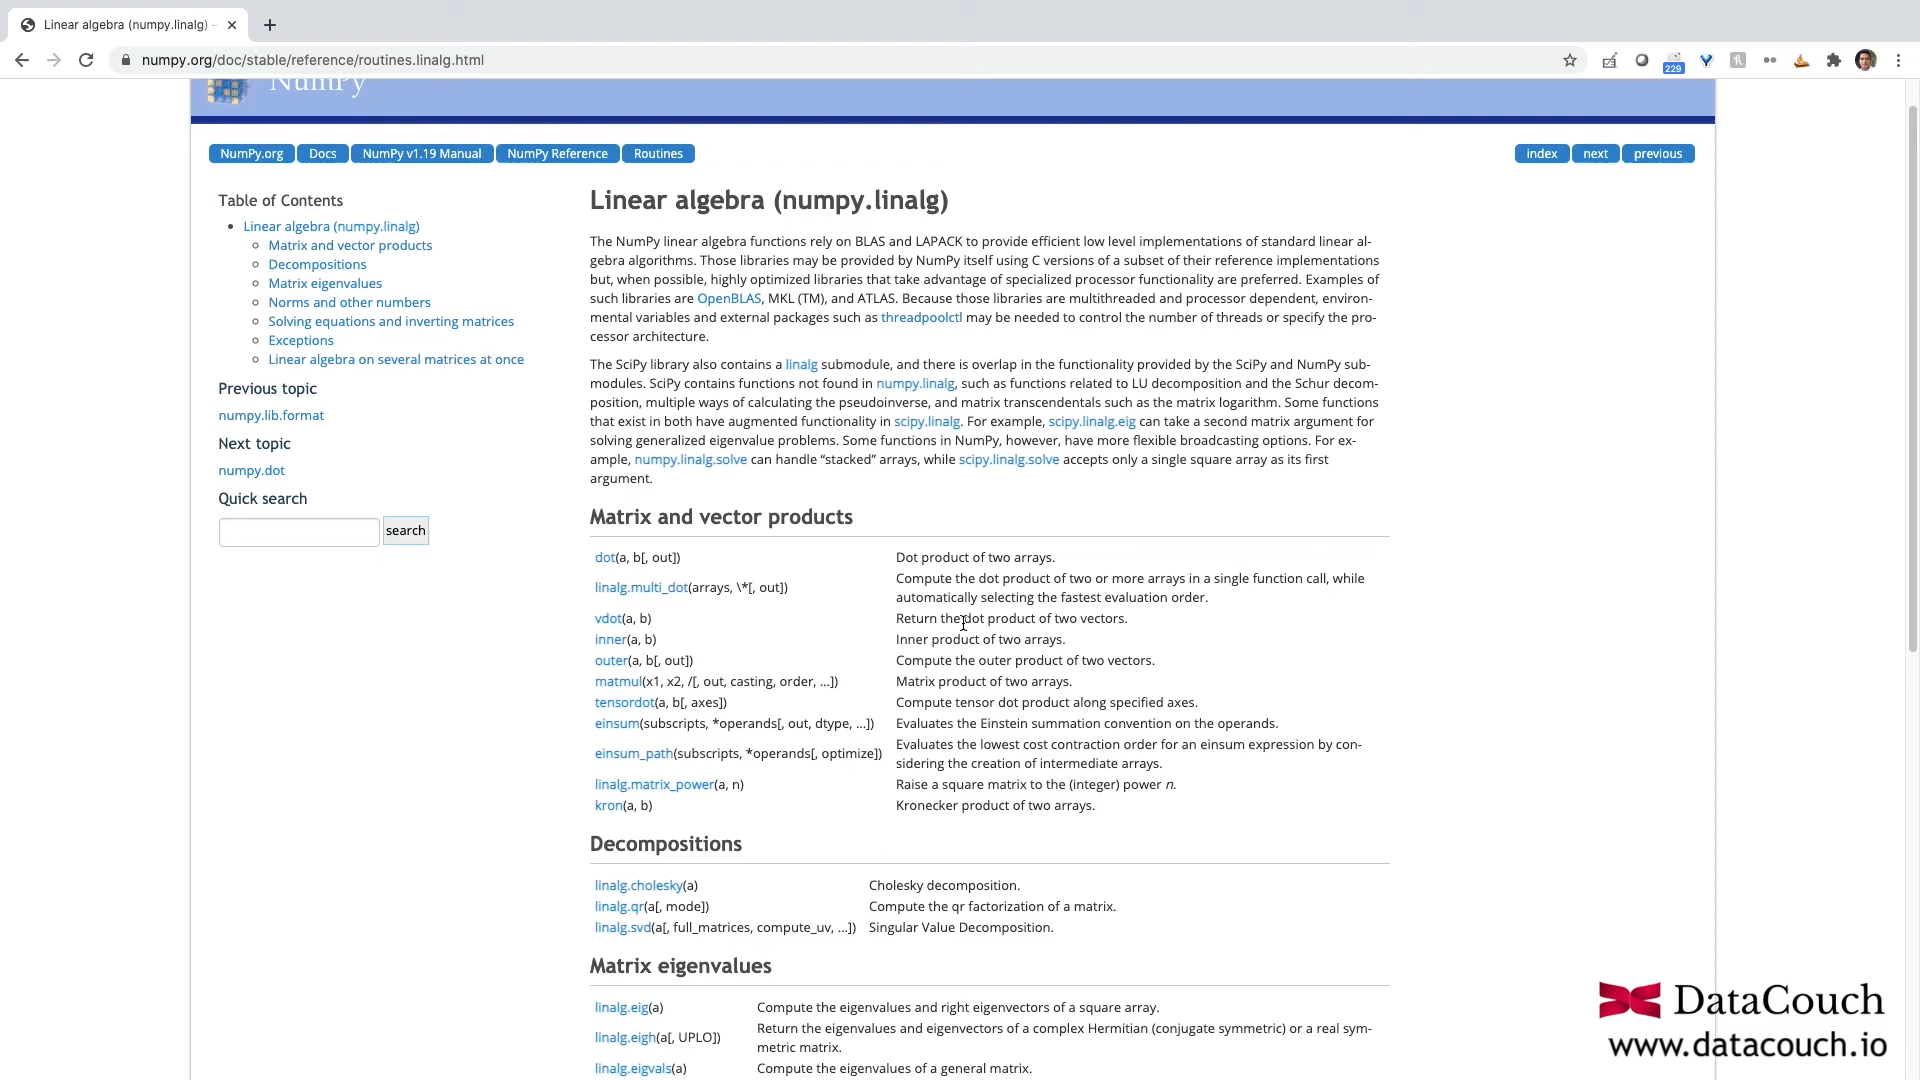 Linear algebra (numpy.linalg) -
numpy.org/doc/stable/reference/routines.linalg.html
229
NumPy
NumPy.org Docs NumPy v1.19 Manual NumPy Reference Routines
index next previous
Table of Contents
Linear algebra (numpy.linalg)
Matrix and vector products
Decompositions
Matrix eigenvalues
Norms and other numbers
Solving equations and inverting matrices
Exceptions
Linear algebra on several matrices at once
Previous topic
numpy.lib.format
Next topic
numpy.dot
Quick search
search
Linear algebra (numpy.linalg)
The NumPy linear algebra functions rely on BLAS and LAPACK to provide efficient low level implementations of standard linear al-
gebra algorithms. Those libraries may be provided by NumPy itself using C versions of a subset of their reference implementations
but, when possible, highly optimized libraries that take advantage of specialized processor functionality are preferred. Examples of
such libraries are OpenBLAS, MKL (TM), and ATLAS. Because those libraries are multithreaded and processor dependent, environ-
mental variables and external packages such as threadpoolctl may be needed to control the number of threads or specify the pro-
cessor architecture.
The SciPy library also contains a linalg submodule, and there is overlap in the functionality provided by the SciPy and NumPy sub-
modules. SciPy contains functions not found in numpy.linalg, such as functions related to LU decomposition and the Schur decom-
position, multiple ways of calculating the pseudoinverse, and matrix transcendentals such as the matrix logarithm. Some functions
that exist in both have augmented functionality in scipy.linalg. For example, scipy.linalg.eig can take a second matrix argument for
solving generalized eigenvalue problems. Some functions in NumPy, however, have more flexible broadcasting options. For ex-
ample, numpy.linalg.solve can handle “stacked” arrays, while scipy.linalg.solve accepts only a single square array as its first
argument.
Matrix and vector products
dot(a, b[, out]) Dot product of two arrays.
linalg.multi_dot(arrays, \*[, out]) Compute the dot product of two or more arrays in a single function call, while
automatically selecting the fastest evaluation order.
vdot(a, b) Return the dot product of two vectors.
inner(a, b) Inner product of two arrays.
outer(a, b[, out]) Compute the outer product of two vectors.
matmul(x1, x2, /[, out, casting, order, …]) Matrix product of two arrays.
tensordot(a, b[, axes]) Compute tensor dot product along specified axes.
einsum(subscripts, *operands[, out, dtype, …]) Evaluates the Einstein summation convention on the operands.
einsum_path(subscripts, *operands[, optimize]) Evaluates the lowest cost contraction order for an einsum expression by con-
sidering the creation of intermediate arrays.
linalg.matrix_power(a, n) Raise a square matrix to the (integer) power n.
kron(a, b) Kronecker product of two arrays.
Decompositions
linalg.cholesky(a) Cholesky decomposition.
linalg.qr(a[, mode]) Compute the qr factorization of a matrix.
linalg.svd(a[, full_matrices, compute_uv, …]) Singular Value Decomposition.
Matrix eigenvalues
linalg.eig(a) Compute the eigenvalues and right eigenvectors of a square array.
linalg.eigh(a[, UPLO]) Return the eigenvalues and eigenvectors of a complex Hermitian (conjugate symmetric) or a real sym-
metric matrix.
linalg.eigvals(a) Compute the eigenvalues of a general matrix.
DataCouch
www.datacouch.io